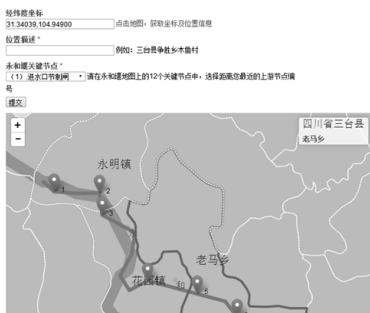 经纬度坐标
31.34039,104.94900 点击地图，获取坐标及位置信息
位置描述 *
例如：三台县争胜乡木鱼村
永和堰关键节点 *
（1）进水口节制闸 请在永和堰地图上的12个关键节点中，选择距离您最近的上游节点编
号
提交
+
−
四川省三台县
老马乡
永明镇
1
2
3
老马乡
花园镇
和
5